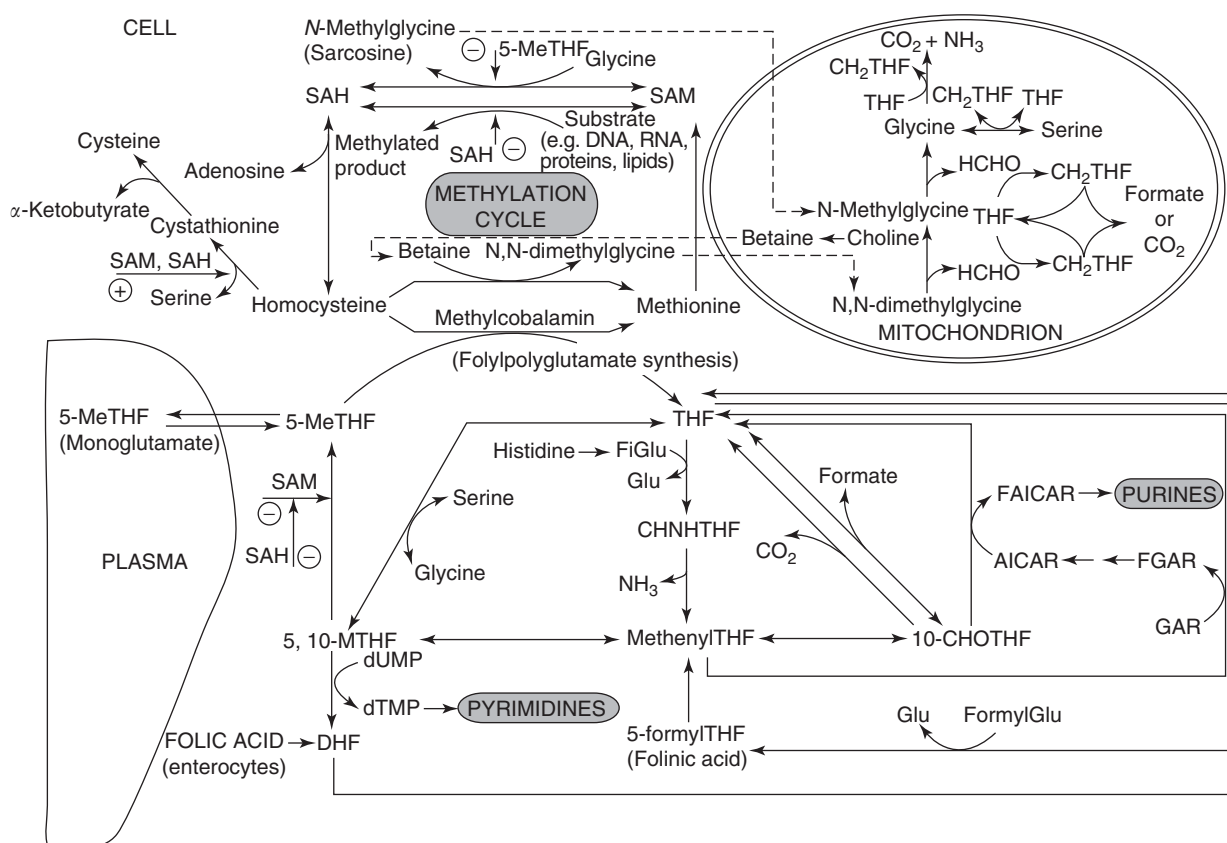 CELL
N-Methylglycine
(Sarcosine)
−
5-MeTHF
Glycine
SAH
SAM
Adenosine
Methylated
product
SAH
−
Substrate
(e.g. DNA, RNA,
proteins, lipids)
METHYLATION
CYCLE
Cysteine
α-Ketobutyrate
Cystathionine
SAM, SAH
+
Serine
Homocysteine
Betaine
N,N-dimethylglycine
Methionine
Methylcobalamin
(Folylpolyglutamate synthesis)
CO2 + NH3
CH2THF
THF
CH2THF
THF
Glycine
Serine
HCHO
CH2THF
N-Methylglycine
THF
Formate
or
CO2
Betaine
Choline
HCHO
CH2THF
N,N-dimethylglycine
MITOCHONDRION
5-MeTHF
(Monoglutamate)
5-MeTHF
THF
Histidine
FiGlu
Glu
SAM
−
SAH
−
PLASMA
Serine
Glycine
CHNHTHF
NH3
Formate
CO2
FAICAR
PURINES
AICAR
FGAR
GAR
5, 10-MTHF
MethenylTHF
10-CHOTHF
dUMP
dTMP
PYRIMIDINES
FOLIC ACID
(enterocytes)
DHF
5-formylTHF
(Folinic acid)
Glu
FormylGlu